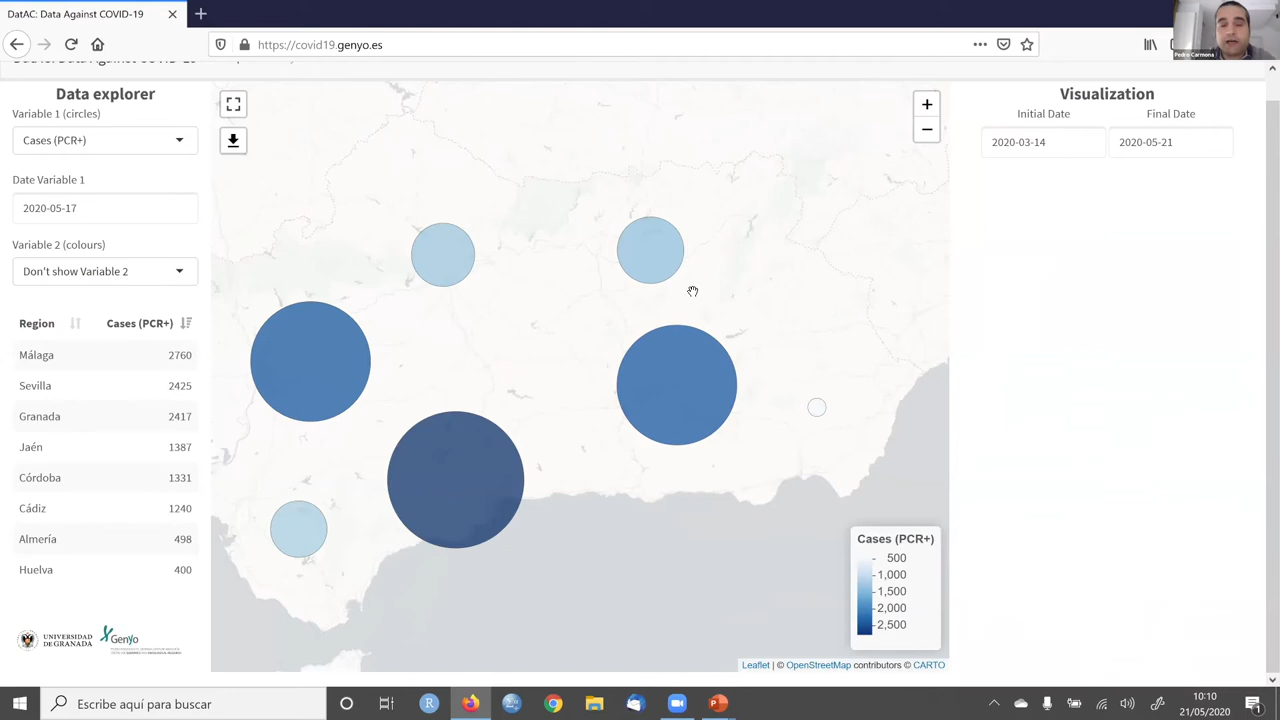 DatAC: Data Against COVID-19
https://covid19.genyo.es
Pedro Carmona
Data explorer
Variable 1 (circles)
Cases (PCR+)
Date Variable 1
2020-05-17
Variable 2 (colours)
Don't show Variable 2
Region Cases (PCR+)
Málaga 2760
Sevilla 2425
Granada 2417
Jaén 1387
Córdoba 1331
Cádiz 1240
Almería 498
Huelva 400
UNIVERSIDAD
DE GRANADA
Genyo
+
−
Cases (PCR+)
500
1,000
1,500
2,000
2,500
Leaflet | © OpenStreetMap contributors © CARTO
Visualization
Initial Date Final Date
2020-03-14 2020-05-21
Escribe aquí para buscar
10:10
21/05/2020
1